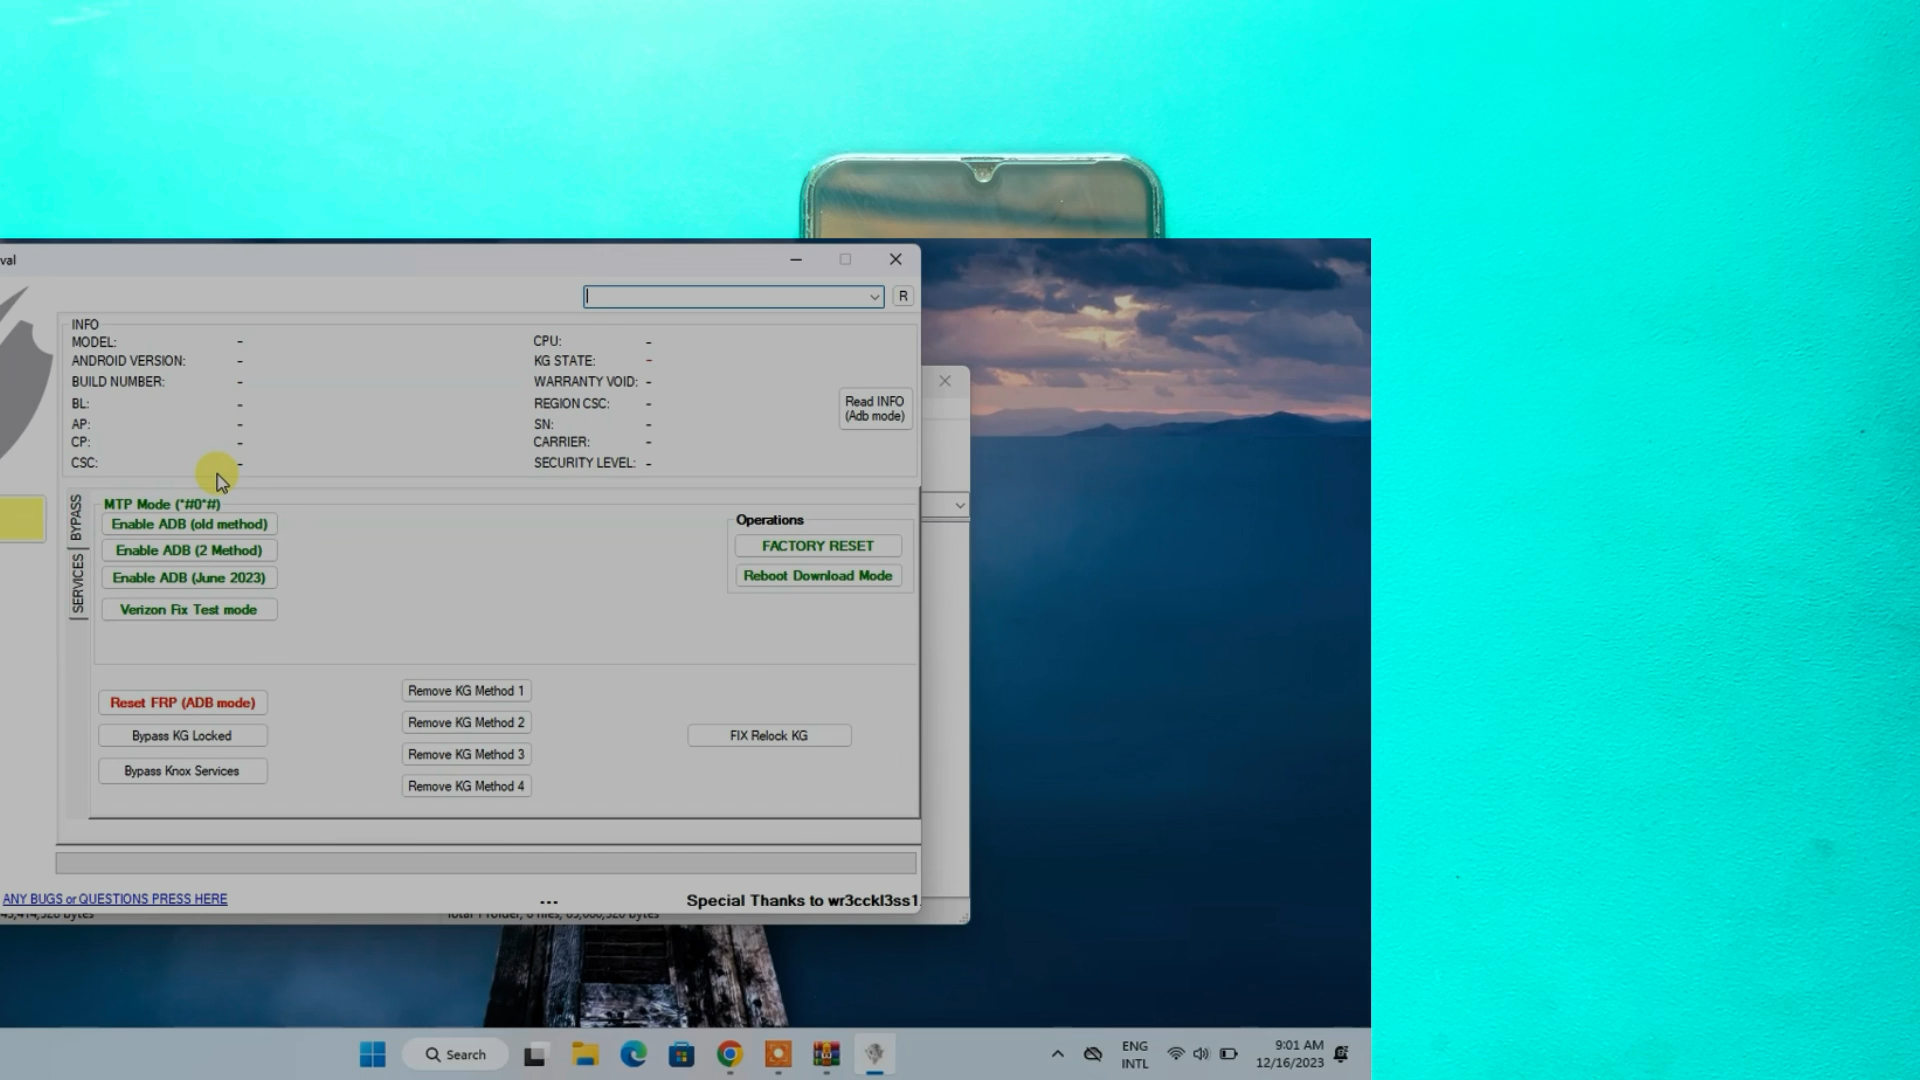 val
R
INFO
MODEL: -
ANDROID VERSION: -
BUILD NUMBER: -
BL: -
AP: -
CP: -
CSC: -
CPU: -
KG STATE: -
WARRANTY VOID: -
REGION CSC: -
SN: -
CARRIER: -
SECURITY LEVEL: -
Read INFO
(Adb mode)
BYPASS
SERVICES
MTP Mode (*#0*#)
Enable ADB (old method)
Enable ADB (2 Method)
Enable ADB (June 2023)
Verizon Fix Test mode
Operations
FACTORY RESET
Reboot Download Mode
Reset FRP (ADB mode)
Bypass KG Locked
Bypass Knox Services
Remove KG Method 1
Remove KG Method 2
Remove KG Method 3
Remove KG Method 4
FIX Relock KG
ANY BUGS or QUESTIONS PRESS HERE
...
Special Thanks to wr3cckl3ss1
Search
ENG
INTL
9:01 AM
12/16/2023